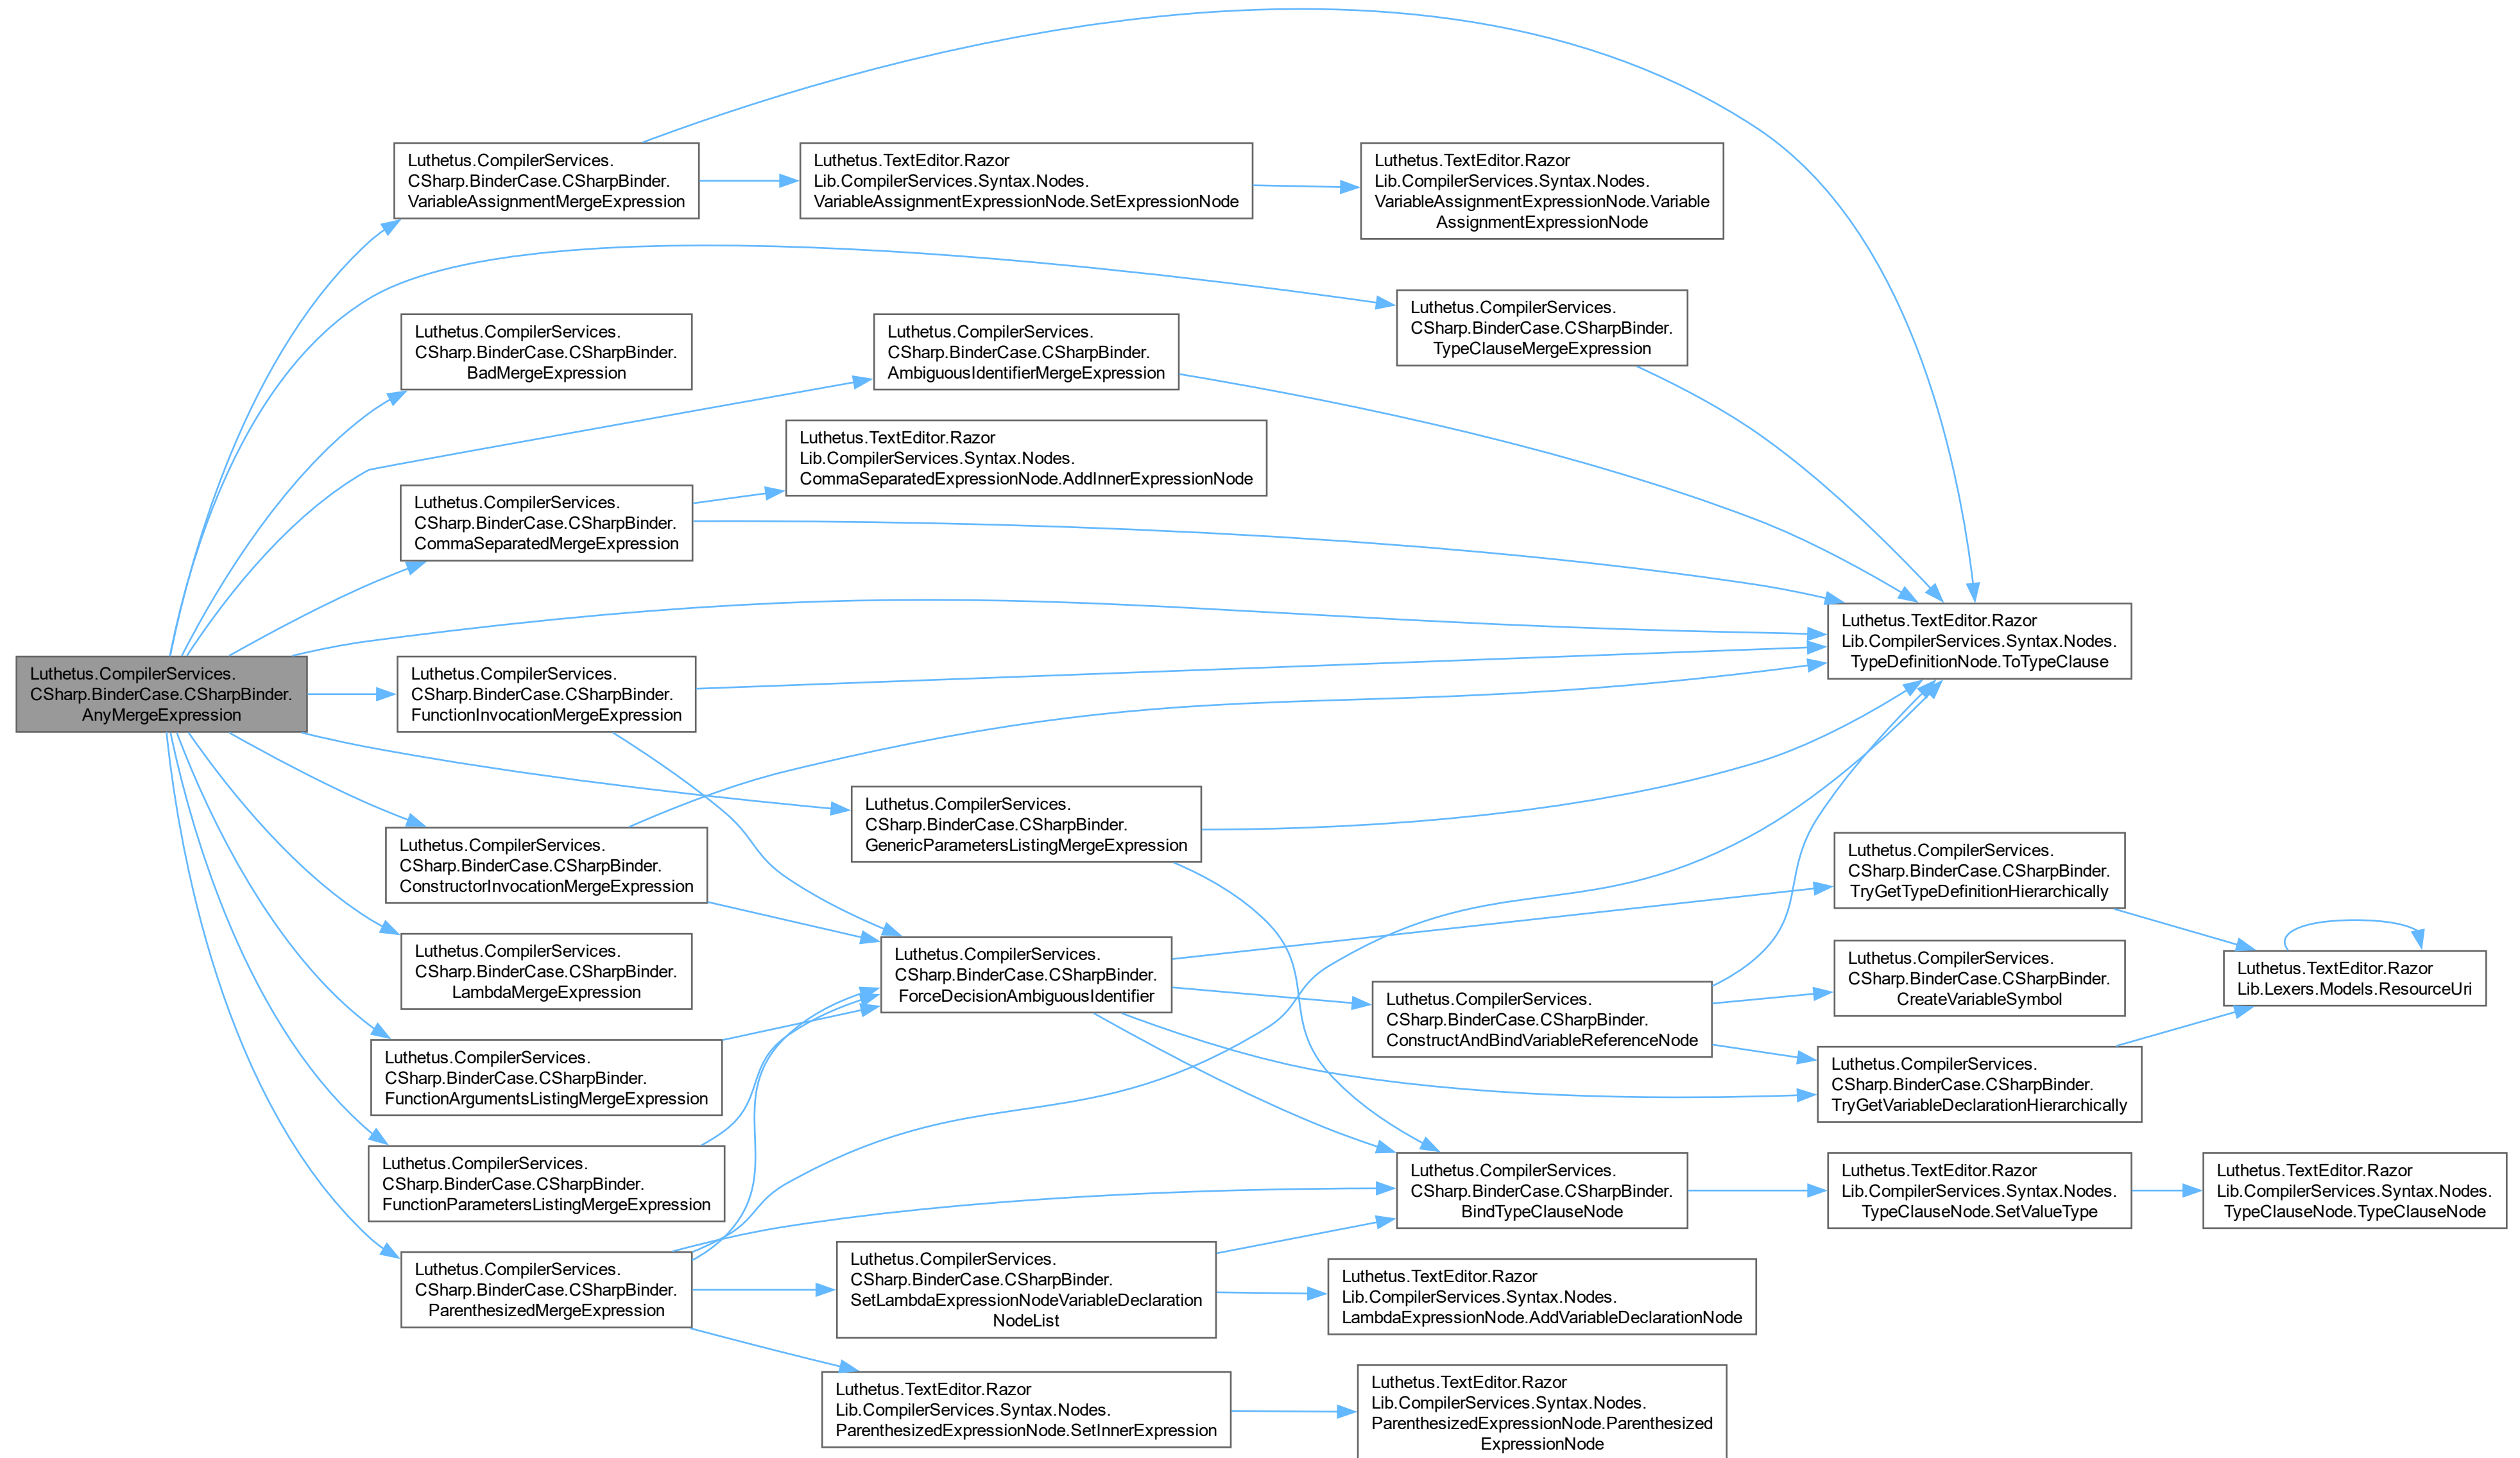 Luthetus.CompilerServices.
CSharp.BinderCase.CSharpBinder.
AnyMergeExpression
Luthetus.CompilerServices.
CSharp.BinderCase.CSharpBinder.
VariableAssignmentMergeExpression
Luthetus.TextEditor.Razor
Lib.CompilerServices.Syntax.Nodes.
VariableAssignmentExpressionNode.SetExpressionNode
Luthetus.TextEditor.Razor
Lib.CompilerServices.Syntax.Nodes.
VariableAssignmentExpressionNode.Variable
AssignmentExpressionNode
Luthetus.CompilerServices.
CSharp.BinderCase.CSharpBinder.
TypeClauseMergeExpression
Luthetus.CompilerServices.
CSharp.BinderCase.CSharpBinder.
BadMergeExpression
Luthetus.CompilerServices.
CSharp.BinderCase.CSharpBinder.
AmbiguousIdentifierMergeExpression
Luthetus.TextEditor.Razor
Lib.CompilerServices.Syntax.Nodes.
CommaSeparatedExpressionNode.AddInnerExpressionNode
Luthetus.CompilerServices.
CSharp.BinderCase.CSharpBinder.
CommaSeparatedMergeExpression
Luthetus.TextEditor.Razor
Lib.CompilerServices.Syntax.Nodes.
TypeDefinitionNode.ToTypeClause
Luthetus.CompilerServices.
CSharp.BinderCase.CSharpBinder.
FunctionInvocationMergeExpression
Luthetus.CompilerServices.
CSharp.BinderCase.CSharpBinder.
GenericParametersListingMergeExpression
Luthetus.CompilerServices.
CSharp.BinderCase.CSharpBinder.
ConstructorInvocationMergeExpression
Luthetus.CompilerServices.
CSharp.BinderCase.CSharpBinder.
TryGetTypeDefinitionHierarchically
Luthetus.CompilerServices.
CSharp.BinderCase.CSharpBinder.
LambdaMergeExpression
Luthetus.CompilerServices.
CSharp.BinderCase.CSharpBinder.
ForceDecisionAmbiguousIdentifier
Luthetus.CompilerServices.
CSharp.BinderCase.CSharpBinder.
CreateVariableSymbol
Luthetus.TextEditor.Razor
Lib.Lexers.Models.ResourceUri
Luthetus.CompilerServices.
CSharp.BinderCase.CSharpBinder.
ConstructAndBindVariableReferenceNode
Luthetus.CompilerServices.
CSharp.BinderCase.CSharpBinder.
FunctionArgumentsListingMergeExpression
Luthetus.CompilerServices.
CSharp.BinderCase.CSharpBinder.
TryGetVariableDeclarationHierarchically
Luthetus.CompilerServices.
CSharp.BinderCase.CSharpBinder.
FunctionParametersListingMergeExpression
Luthetus.CompilerServices.
CSharp.BinderCase.CSharpBinder.
BindTypeClauseNode
Luthetus.TextEditor.Razor
Lib.CompilerServices.Syntax.Nodes.
TypeClauseNode.SetValueType
Luthetus.TextEditor.Razor
Lib.CompilerServices.Syntax.Nodes.
TypeClauseNode.TypeClauseNode
Luthetus.CompilerServices.
CSharp.BinderCase.CSharpBinder.
ParenthesizedMergeExpression
Luthetus.CompilerServices.
CSharp.BinderCase.CSharpBinder.
SetLambdaExpressionNodeVariableDeclaration
NodeList
Luthetus.TextEditor.Razor
Lib.CompilerServices.Syntax.Nodes.
LambdaExpressionNode.AddVariableDeclarationNode
Luthetus.TextEditor.Razor
Lib.CompilerServices.Syntax.Nodes.
ParenthesizedExpressionNode.SetInnerExpression
Luthetus.TextEditor.Razor
Lib.CompilerServices.Syntax.Nodes.
ParenthesizedExpressionNode.Parenthesized
ExpressionNode